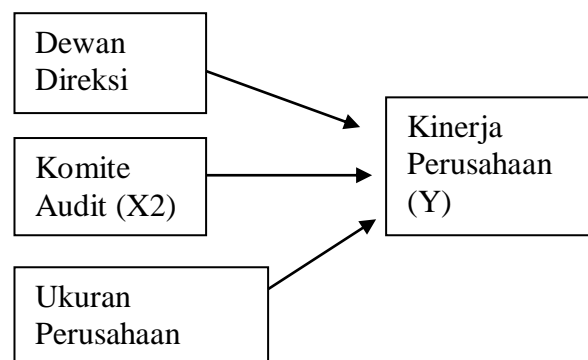 Dewan
Direksi
Komite
Audit (X2)
Ukuran
Perusahaan
Kinerja
Perusahaan
(Y)